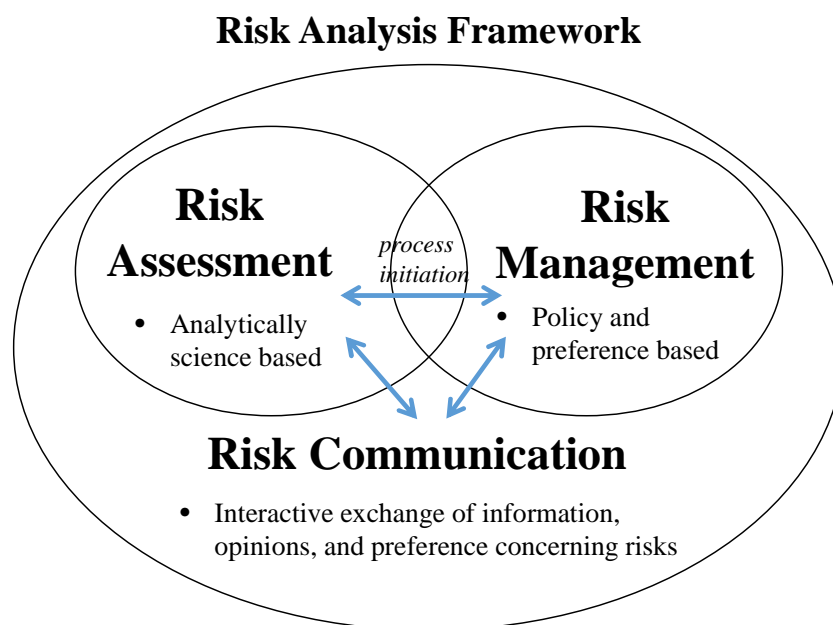 Risk Analysis Framework
Risk
Assessment
• Analytically
science based
process
initiation
Risk
Management
• Policy and
preference based
Risk Communication
• Interactive exchange of information,
opinions, and preference concerning risks